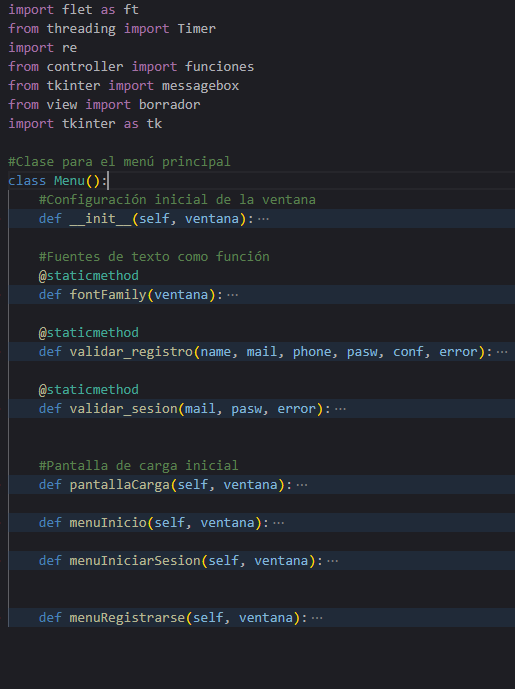 import flet as ft
from threading import Timer
import re
from controller import funciones
from tkinter import messagebox
from view import borrador
import tkinter as tk
#Clase para el menú principal
class Menu():
#Configuración inicial de la ventana
def __init__(self, ventana):···
#Fuentes de texto como función
@staticmethod
def fontFamily(ventana):···
@staticmethod
def validar_registro(name, mail, phone, pasw, conf, error):···
@staticmethod
def validar_sesion(mail, pasw, error):···
#Pantalla de carga inicial
def pantallaCarga(self, ventana):···
def menuInicio(self, ventana):···
def menuIniciarSesion(self, ventana):···
def menuRegistrarse(self, ventana):···